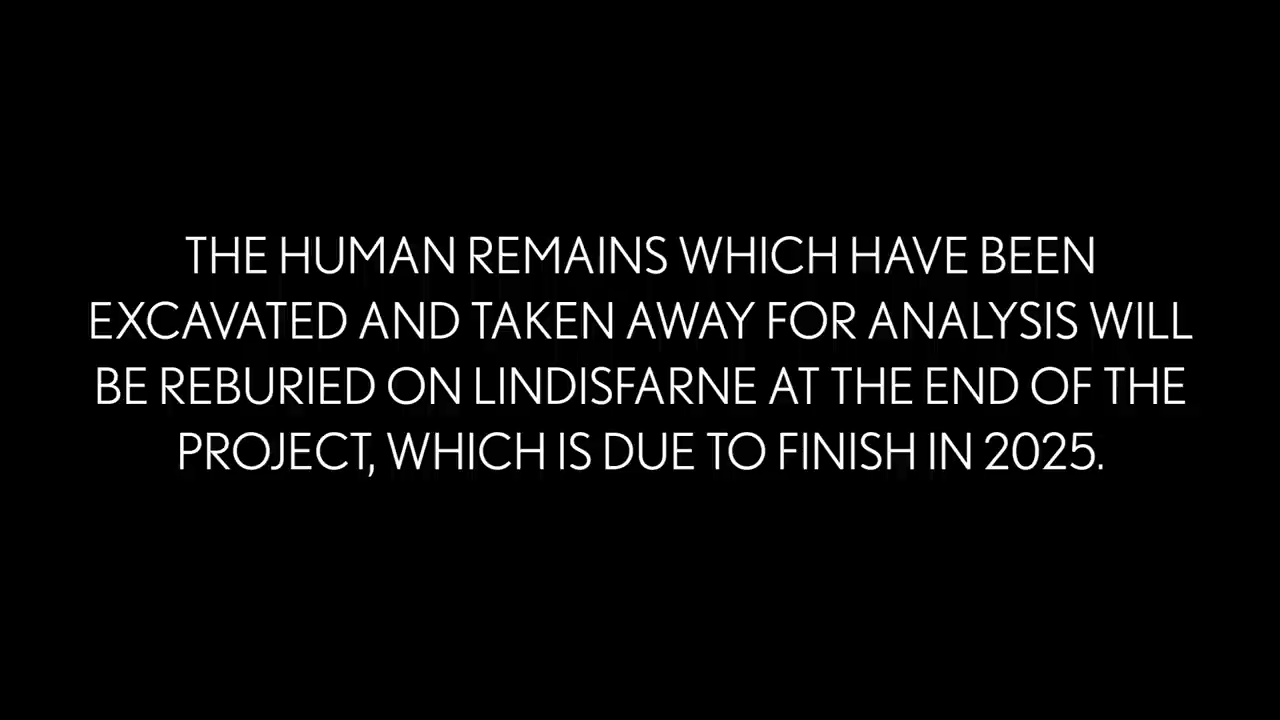 THE HUMAN REMAINS WHICH HAVE BEEN
EXCAVATED AND TAKEN AWAY FOR ANALYSIS WILL
BE REBURIED ON LINDISFARNE AT THE END OF THE
PROJECT, WHICH IS DUE TO FINISH IN 2025.